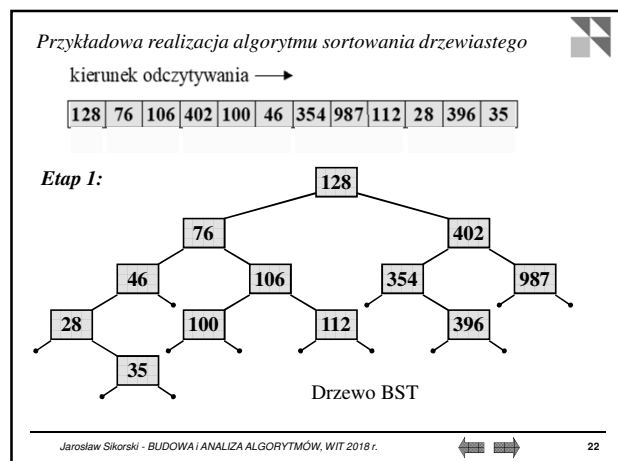 Przykładowa realizacja algorytmu sortowania drzewiastego
kierunek odczytywania
128 76 106 402 100 46 354 987 112 28 396 35
Etap 1:
128
76 402
46 106 354 987
28 100 112 396
35
Drzewo BST
Jarosław Sikorski - BUDOWA i ANALIZA ALGORYTMÓW, WIT 2018 r. 22